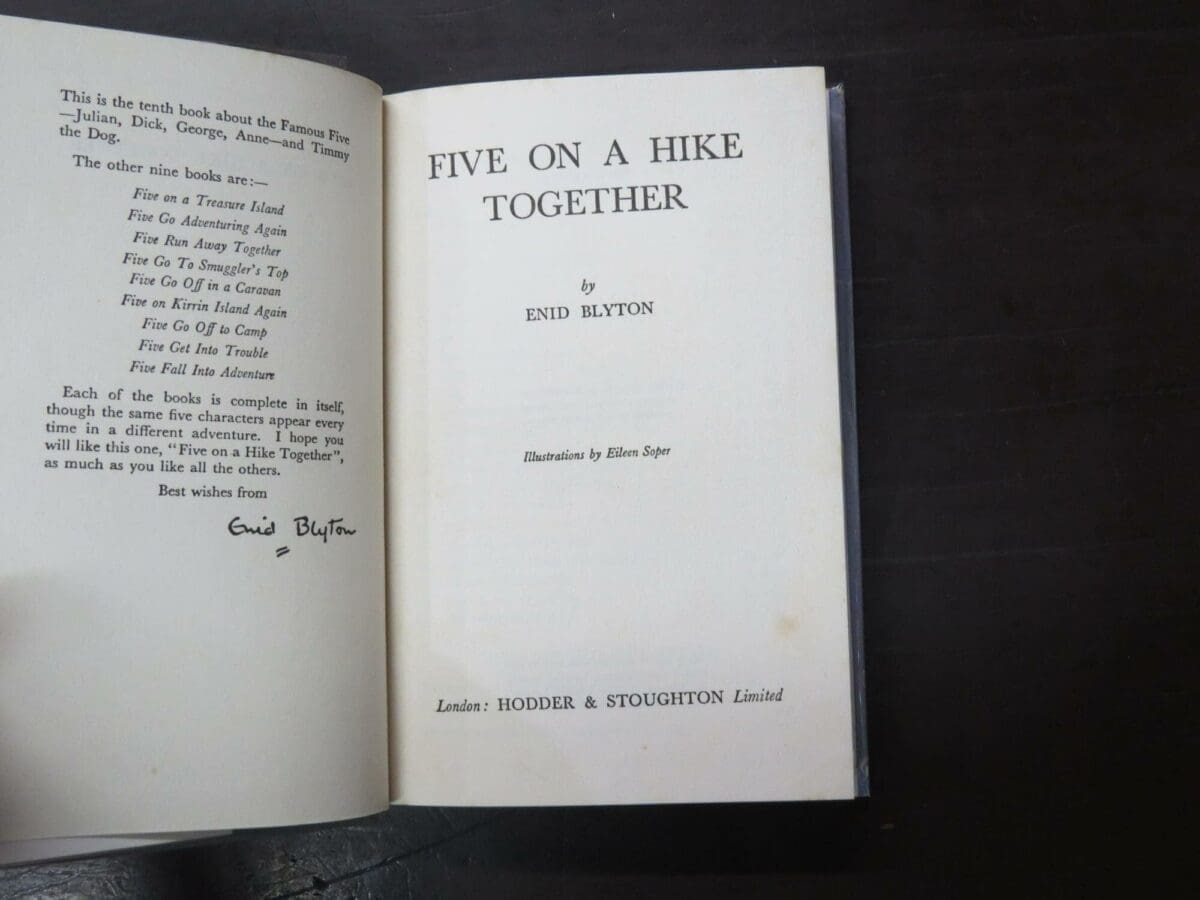 This is the tenth book about the Famous Five
—Julian, Dick, George, Anne—and Timmy
the Dog.
The other nine books are:—
Five on a Treasure Island
Five Go Adventuring Again
Five Run Away Together
Five Go To Smuggler's Top
Five Go Off in a Caravan
Five on Kirrin Island Again
Five Go Off to Camp
Five Get Into Trouble
Five Fall Into Adventure
Each of the books is complete in itself,
though the same five characters appear every
time in a different adventure. I hope you
will like this one, "Five on a Hike Together",
as much as you like all the others.
Best wishes from
Enid Blyton
FIVE ON A HIKE
TOGETHER
by
ENID BLYTON
Illustrations by Eileen Soper
London: HODDER & STOUGHTON Limited